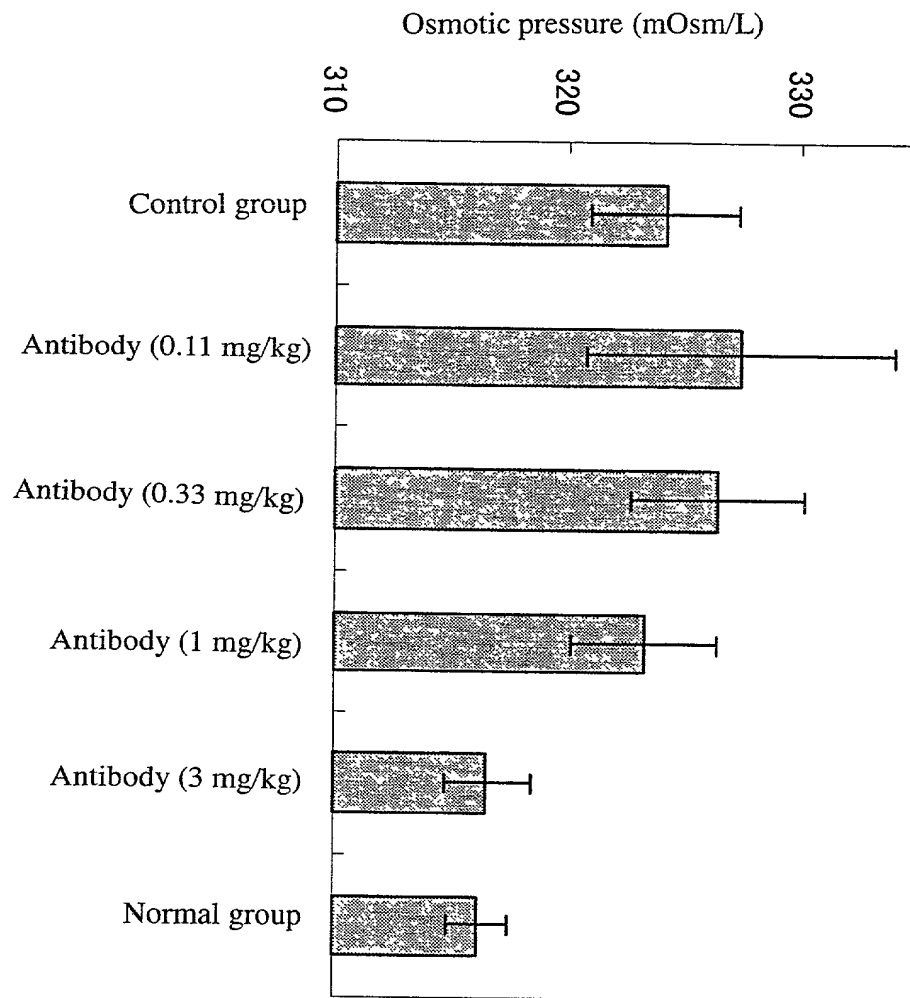 Osmotic pressure (mOsm/L)
310
320
330
Control group
Antibody (0.11 mg/kg)
Antibody (0.33 mg/kg)
Antibody (1 mg/kg)
Antibody (3 mg/kg)
Normal group